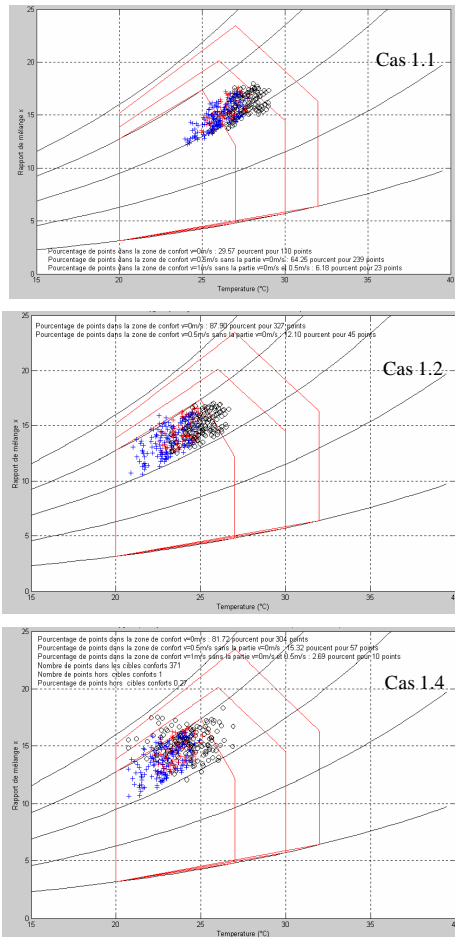 25
20
15
10
5
0
15
20
25
30
35
40
Rapport de mélange x
Temperature (°C)
Cas 1.1
Pourcentage de points dans la zone de confort v=0m/s : 29.57 pourcent pour 110 points
Pourcentage de points dans la zone de confort v=0.5m/s sans la partie v=0m/s: 64.25 pourcent pour 239 points
Pourcentage de points dans la zone de confort v=1m/s sans la partie v=0m/s et 0.5m/s : 6.18 pourcent pour 23 points
Pourcentage de points dans la zone de confort v=0m/s : 87.90 pourcent pour 327 points
Pourcentage de points dans la zone de confort v=0.5m/s sans la partie v=0m/s : 12.10 pourcent pour 45 points
Cas 1.2
25
20
15
10
5
0
15
20
25
30
35
Rapport de mélange x
Temperature (°C)
Pourcentage de points dans la zone de confort v=0m/s : 81.72 pourcent pour 304 points
Pourcentage de points dans la zone de confort v=0.5m/s sans la partie v=0m/s : 15.32 pourcent pour 57 points
Pourcentage de points dans la zone de confort v=1m/s sans la partie v=0m/s et 0.5m/s : 2.69 pourcent pour 10 points
Nombre de points dans les cibles conforts 371
Nombre de points hors cibles conforts 1
Pourcentage de points hors cibles conforts 0.27
Cas 1.4
25
20
15
10
5
0
15
20
25
30
35
Rapport de mélange x
Temperature (°C)